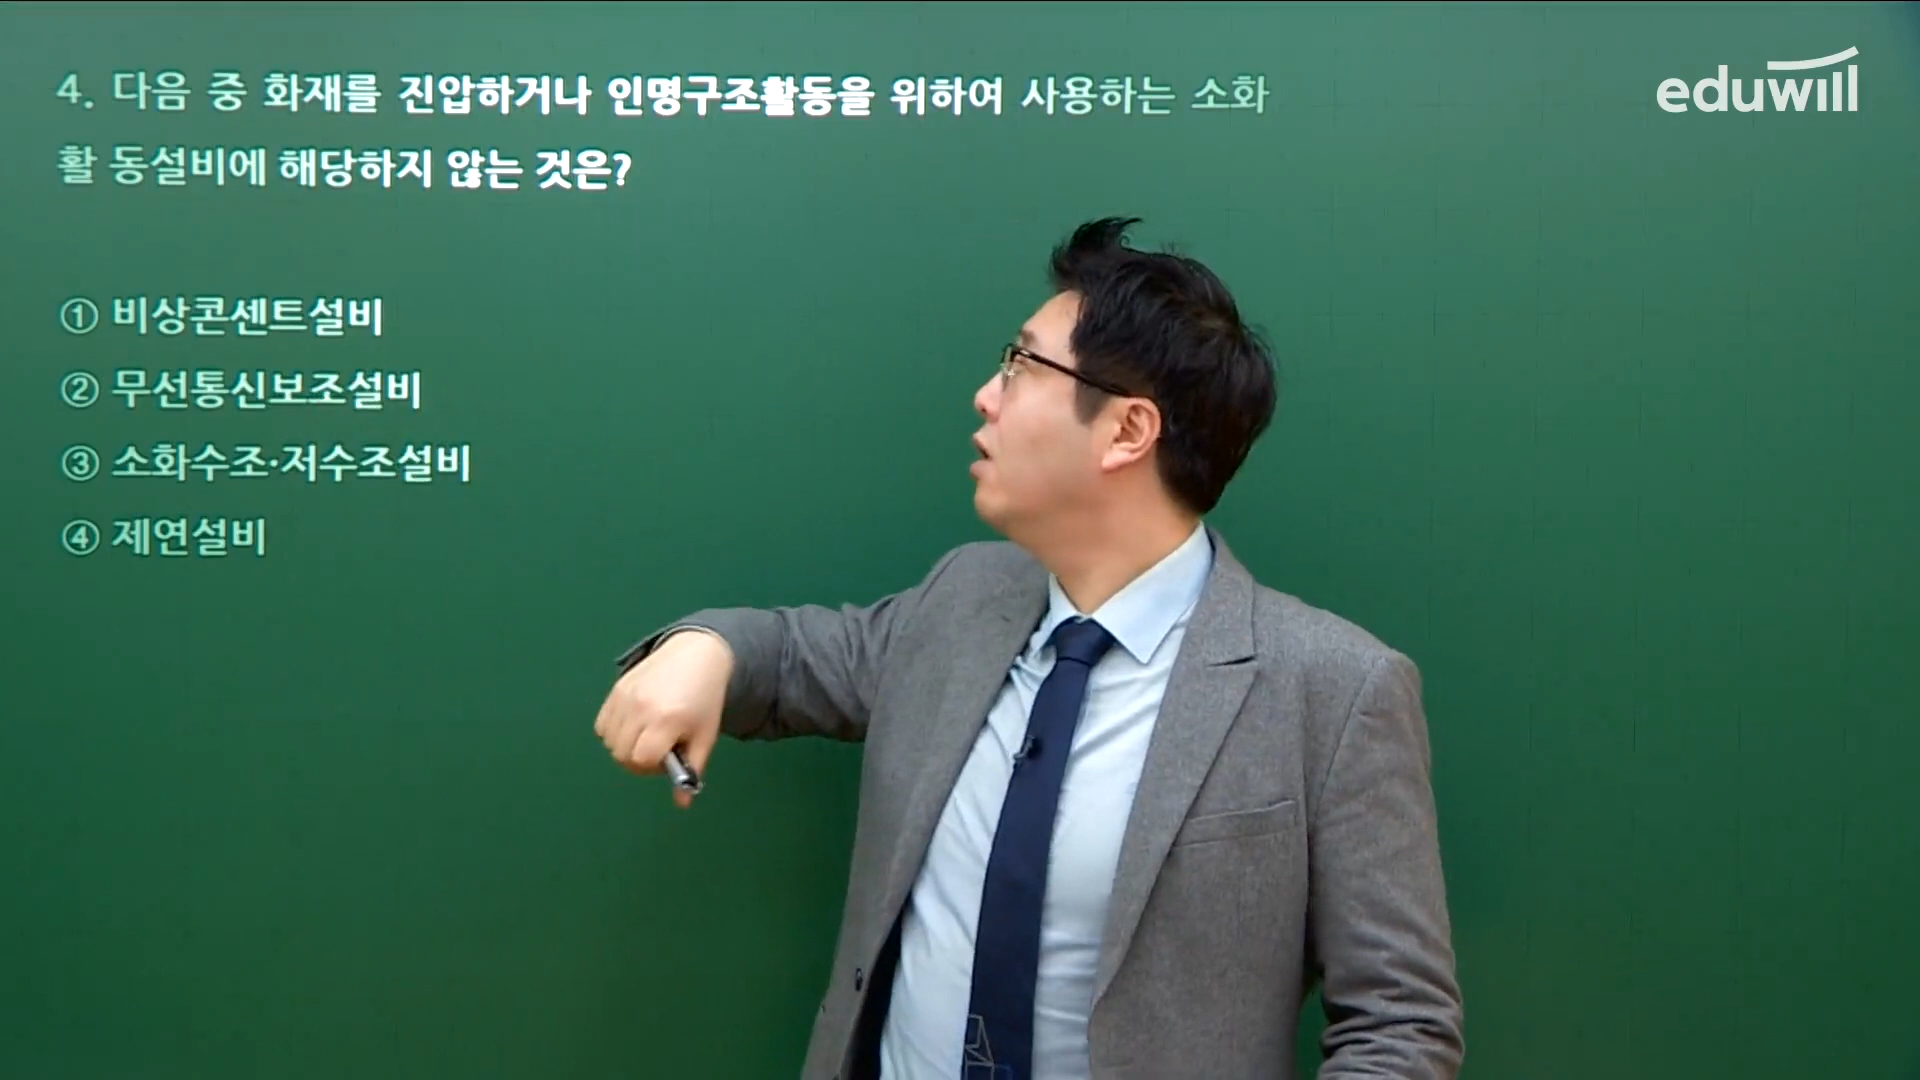 eduwill
4. 다음 중 화재를 진압하거나 인명구조활동을 위하여 사용하는 소화
활 동설비에 해당하지 않는 것은?
① 비상콘센트설비
② 무선통신보조설비
③ 소화수조·저수조설비
④ 제연설비